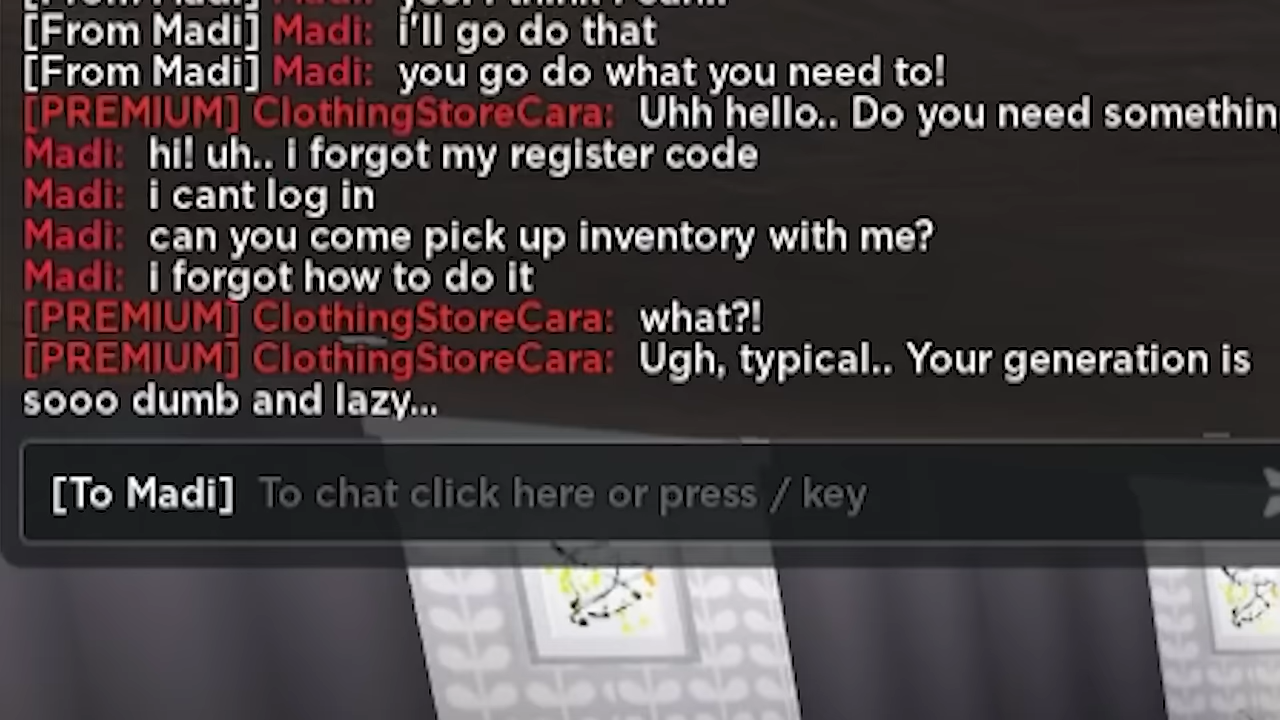 [From Madi] Madi: i'll go do that
[From Madi] Madi: you go do what you need to!
[PREMIUM] ClothingStoreCara: Uhh hello.. Do you need somethin
Madi: hi! uh.. i forgot my register code
Madi: i cant log in
Madi: can you come pick up inventory with me?
Madi: i forgot how to do it
[PREMIUM] ClothingStoreCara: what?!
[PREMIUM] ClothingStoreCara: Ugh, typical.. Your generation is
sooo dumb and lazy...
[To Madi] To chat click here or press / key